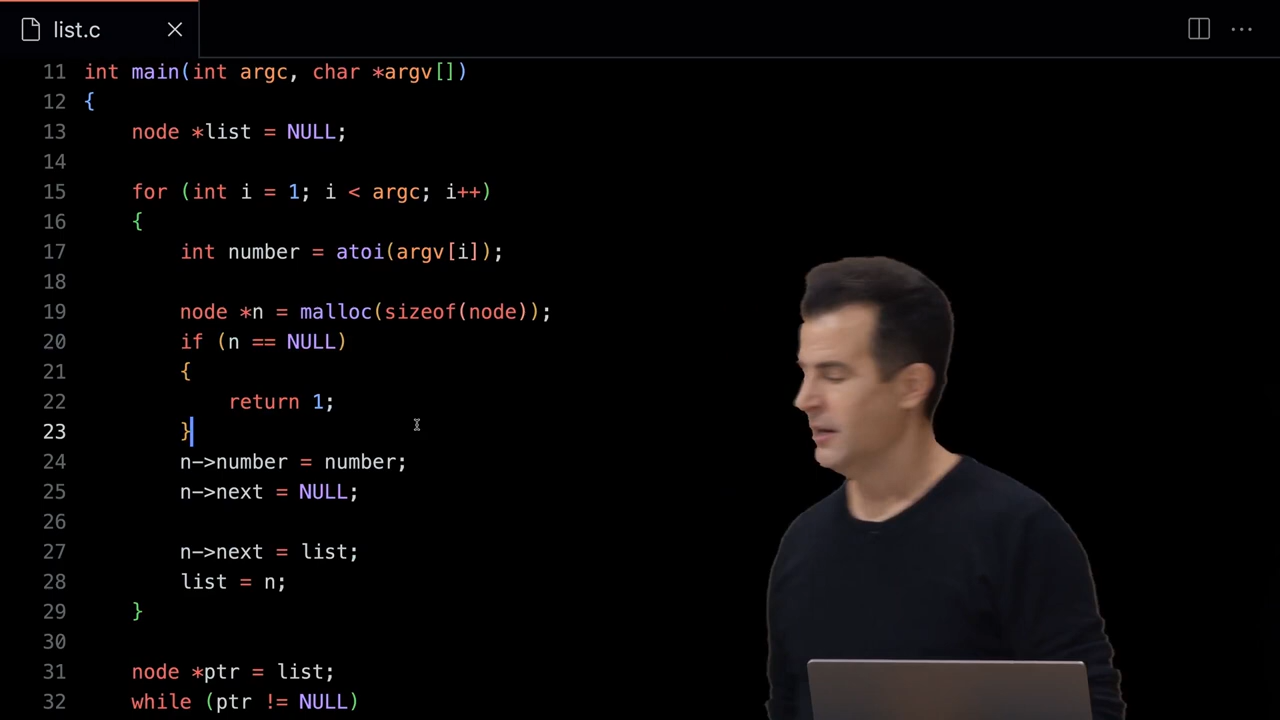 list.c
11 int main(int argc, char *argv[])
12 {
13     node *list = NULL;
14
15     for (int i = 1; i < argc; i++)
16     {
17         int number = atoi(argv[i]);
18
19         node *n = malloc(sizeof(node));
20         if (n == NULL)
21         {
22             return 1;
23         }
24         n->number = number;
25         n->next = NULL;
26
27         n->next = list;
28         list = n;
29     }
30
31     node *ptr = list;
32     while (ptr != NULL)